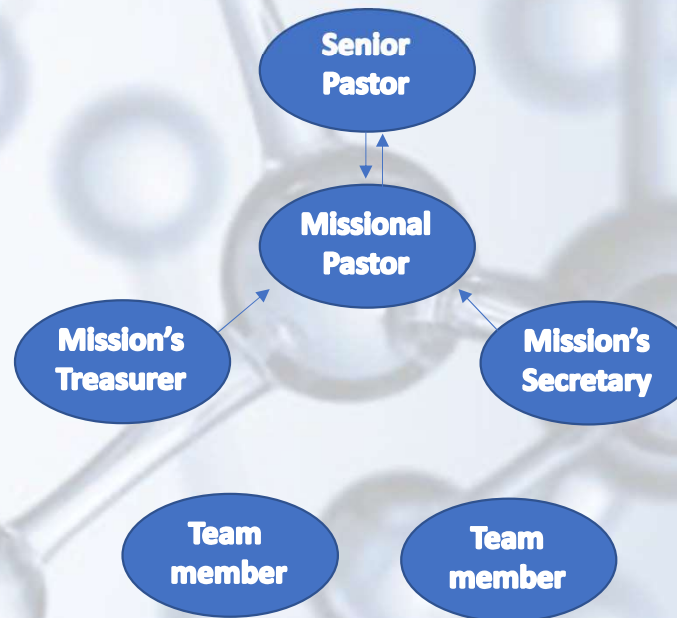 Senior
Pastor
Missional
Pastor
Mission's
Treasurer
Mission's
Secretary
Team
member
Team
member